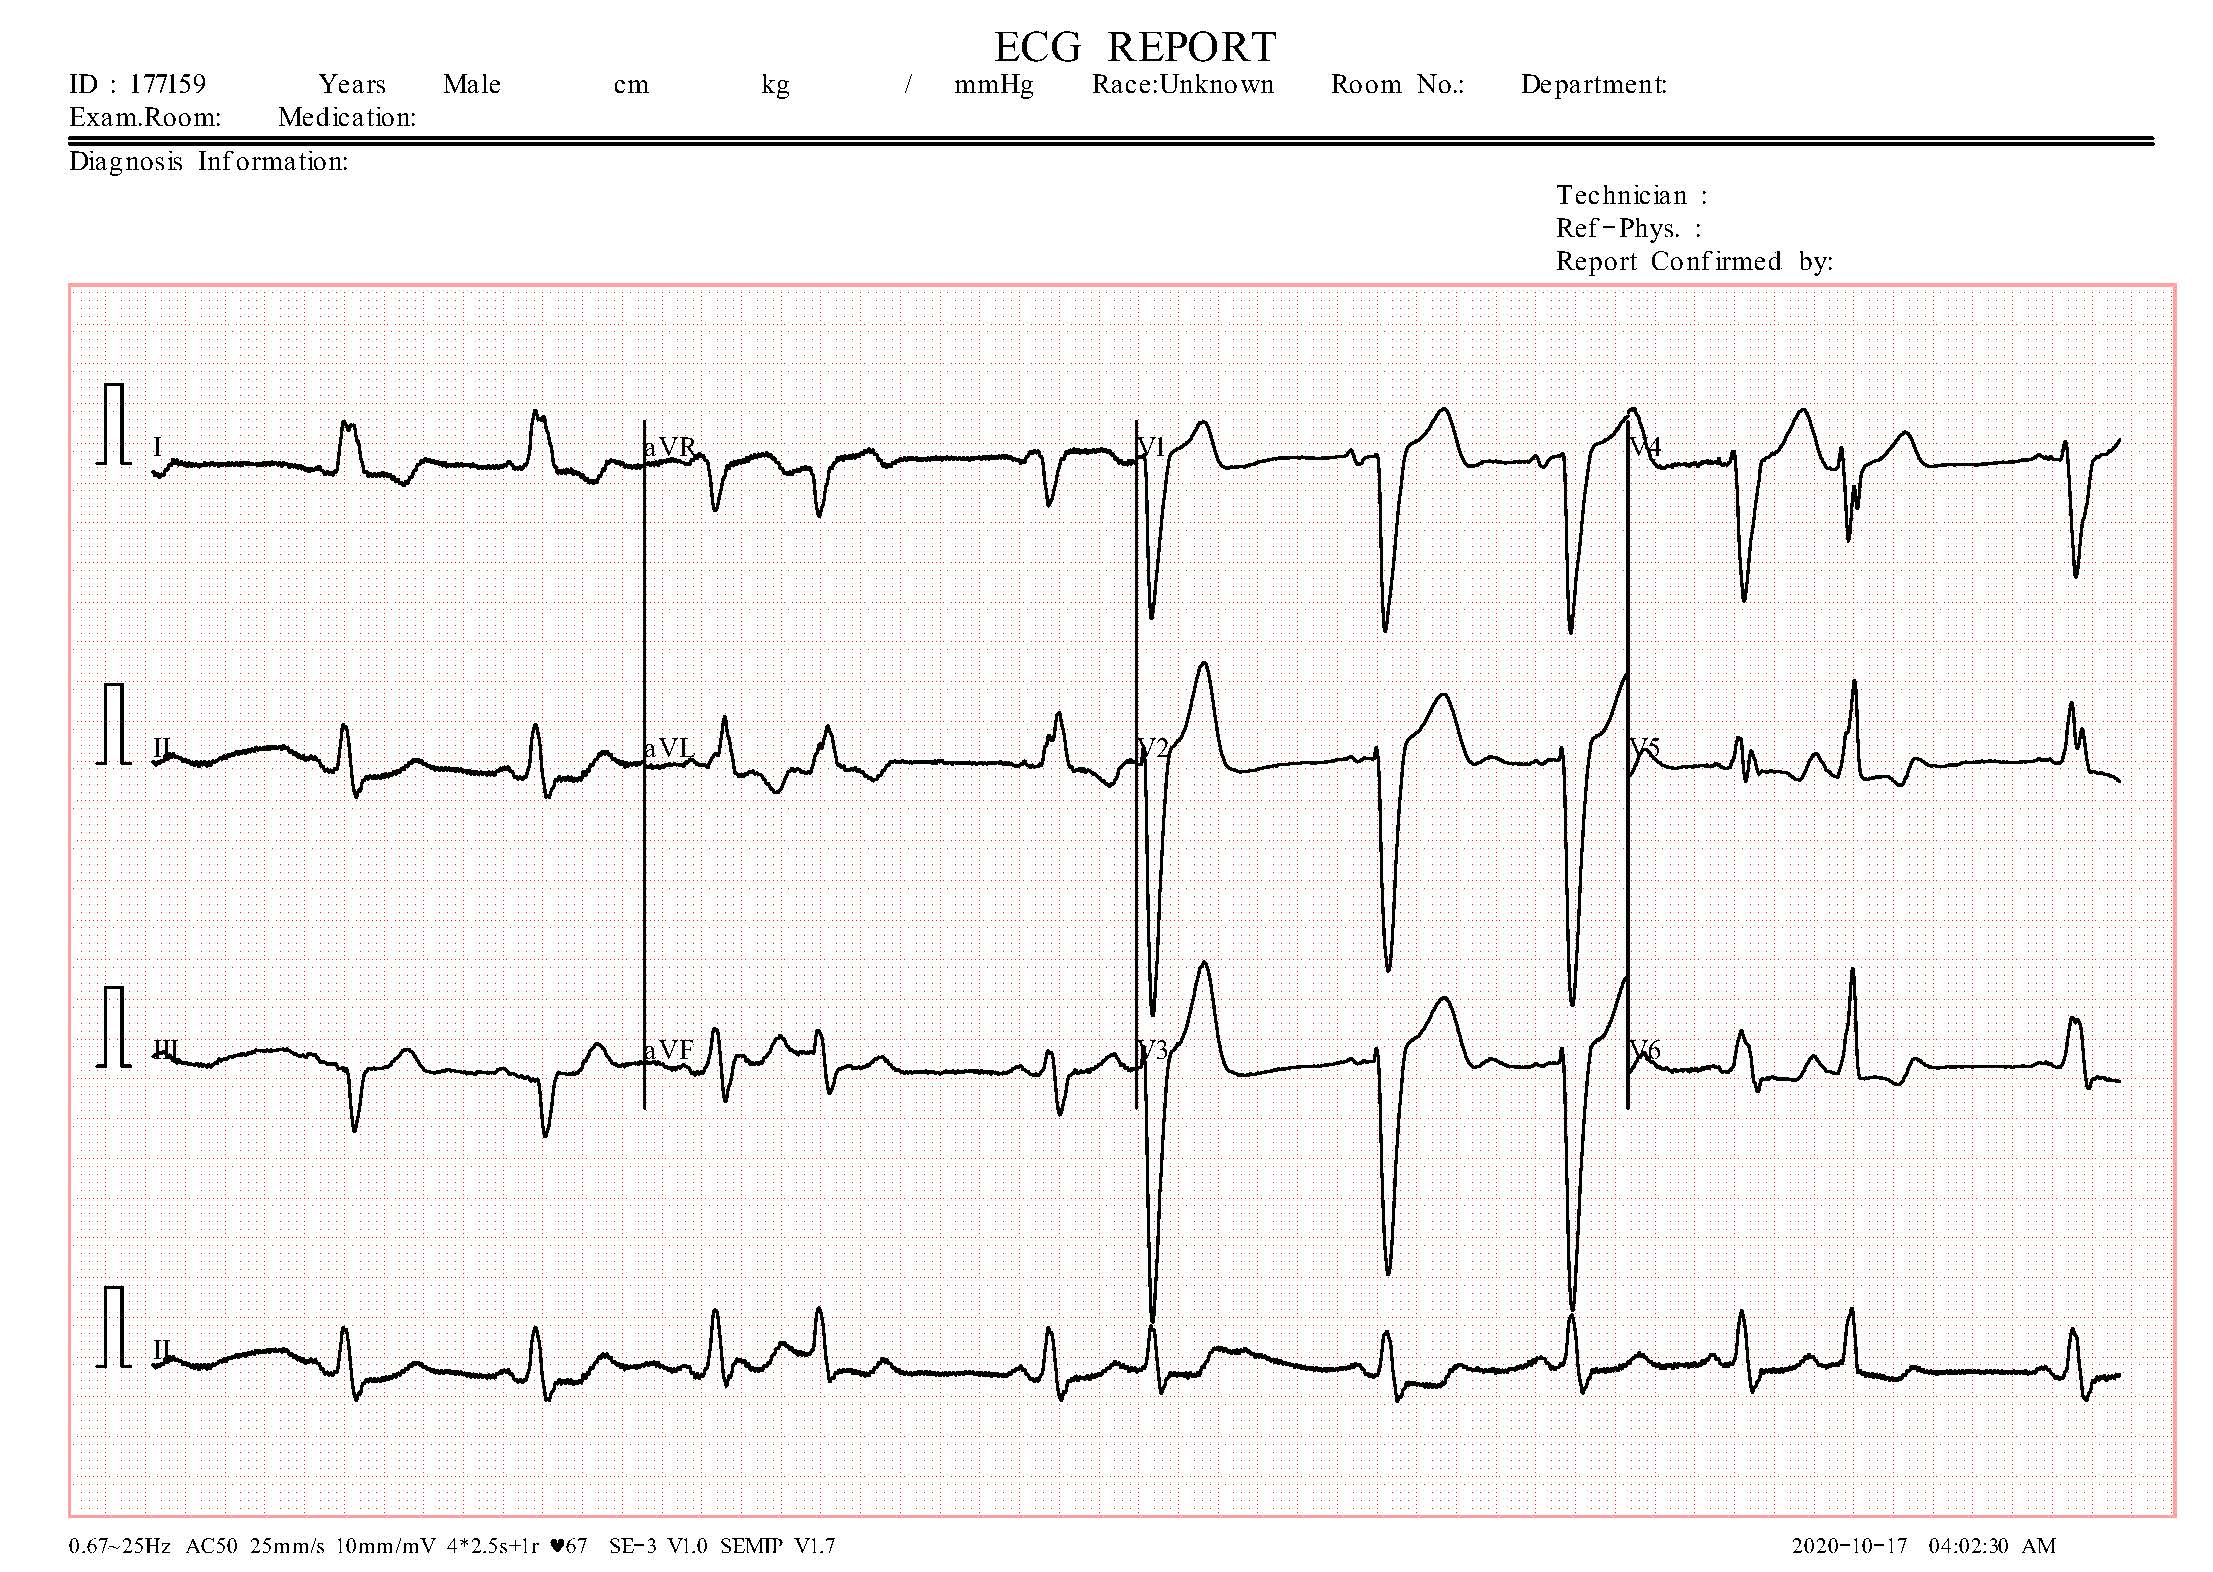 ECG REPORT
ID : 177159 Years Male cm kg / mmHg Race:Unknown Room No.: Department:
Exam.Room: Medication:
Diagnosis Information:
Technician :
Ref-Phys. :
Report Confirmed by:
I aVR V1 V4
II aVL V2 V5
III aVF V3 V6
II
0.67~25Hz AC50 25mm/s 10mm/mV 4*2.5s+1r ♥67 SE-3 V1.0 SEMIP V1.7 2020-10-17 04:02:30 AM